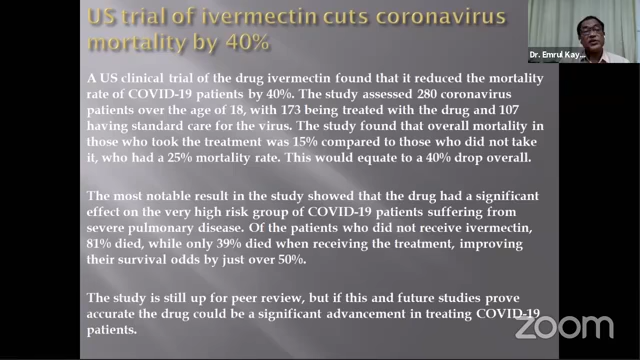 US trial of ivermectin cuts coronavirus
mortality by 40%
Dr. Emrul Kay...
A US clinical trial of the drug ivermectin found that it reduced the mortality
rate of COVID-19 patients by 40%. The study assessed 280 coronavirus
patients over the age of 18, with 173 being treated with the drug and 107
having standard care for the virus. The study found that overall mortality in
those who took the treatment was 15% compared to those who did not take
it, who had a 25% mortality rate. This would equate to a 40% drop overall.
The most notable result in the study showed that the drug had a significant
effect on the very high risk group of COVID-19 patients suffering from
severe pulmonary disease. Of the patients who did not receive ivermectin,
81% died, while only 39% died when receiving the treatment, improving
their survival odds by just over 50%.
The study is still up for peer review, but if this and future studies prove
accurate the drug could be a significant advancement in treating COVID-19
patients.
zoom